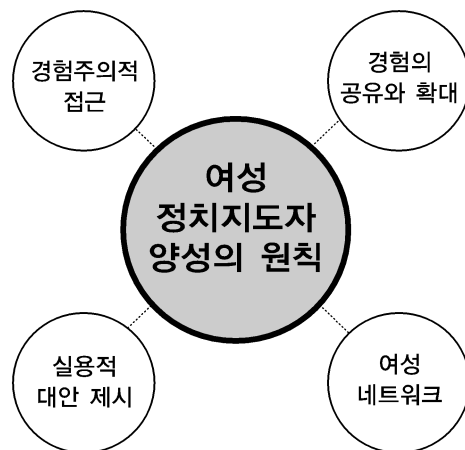 경험주의적
접근
경험의
공유와 확대
여성
정치지도자
양성의 원칙
실용적
대안 제시
여성
네트워크